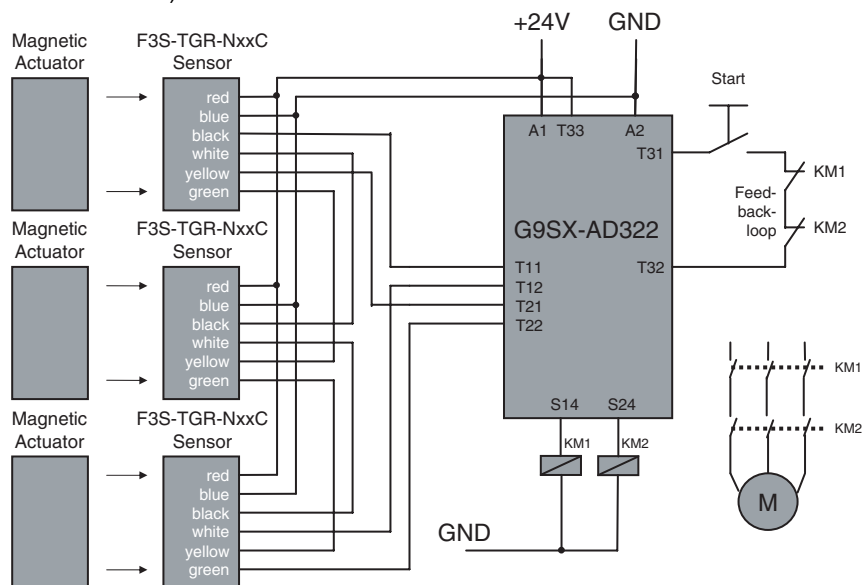 +24V GND
Magnetic
Actuator
F3S-TGR-NxxC
Sensor
red
blue
black
white
yellow
green
Magnetic
Actuator
F3S-TGR-NxxC
Sensor
red
blue
black
white
yellow
green
Magnetic
Actuator
F3S-TGR-NxxC
Sensor
red
blue
black
white
yellow
green
A1 T33 A2
T31
G9SX-AD322
T11
T12
T21
T22
T32
S14 S24
KM1 KM2
GND
Start
KM1
Feed-
back-
loop
KM2
KM1
KM2
M